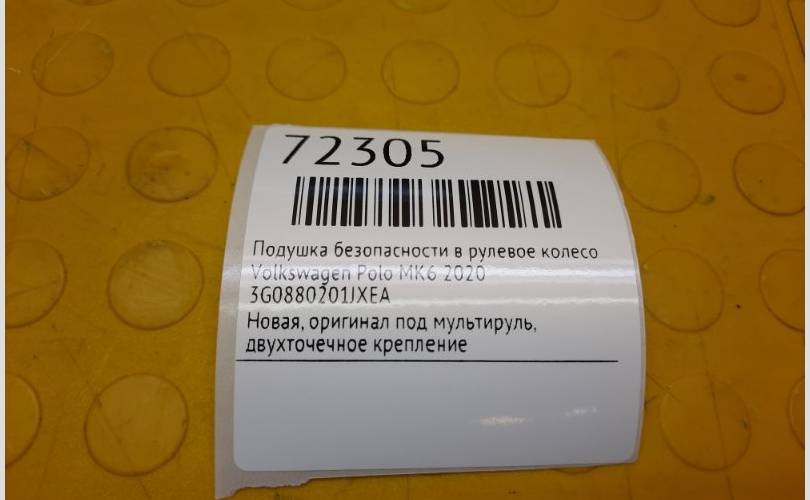 72305
Подушка безопасности в рулевое колесо
Volkswagen Polo MK6 2020
3G0880201JXEA
Новая, оригинал под мультируль,
двухточечное крепление